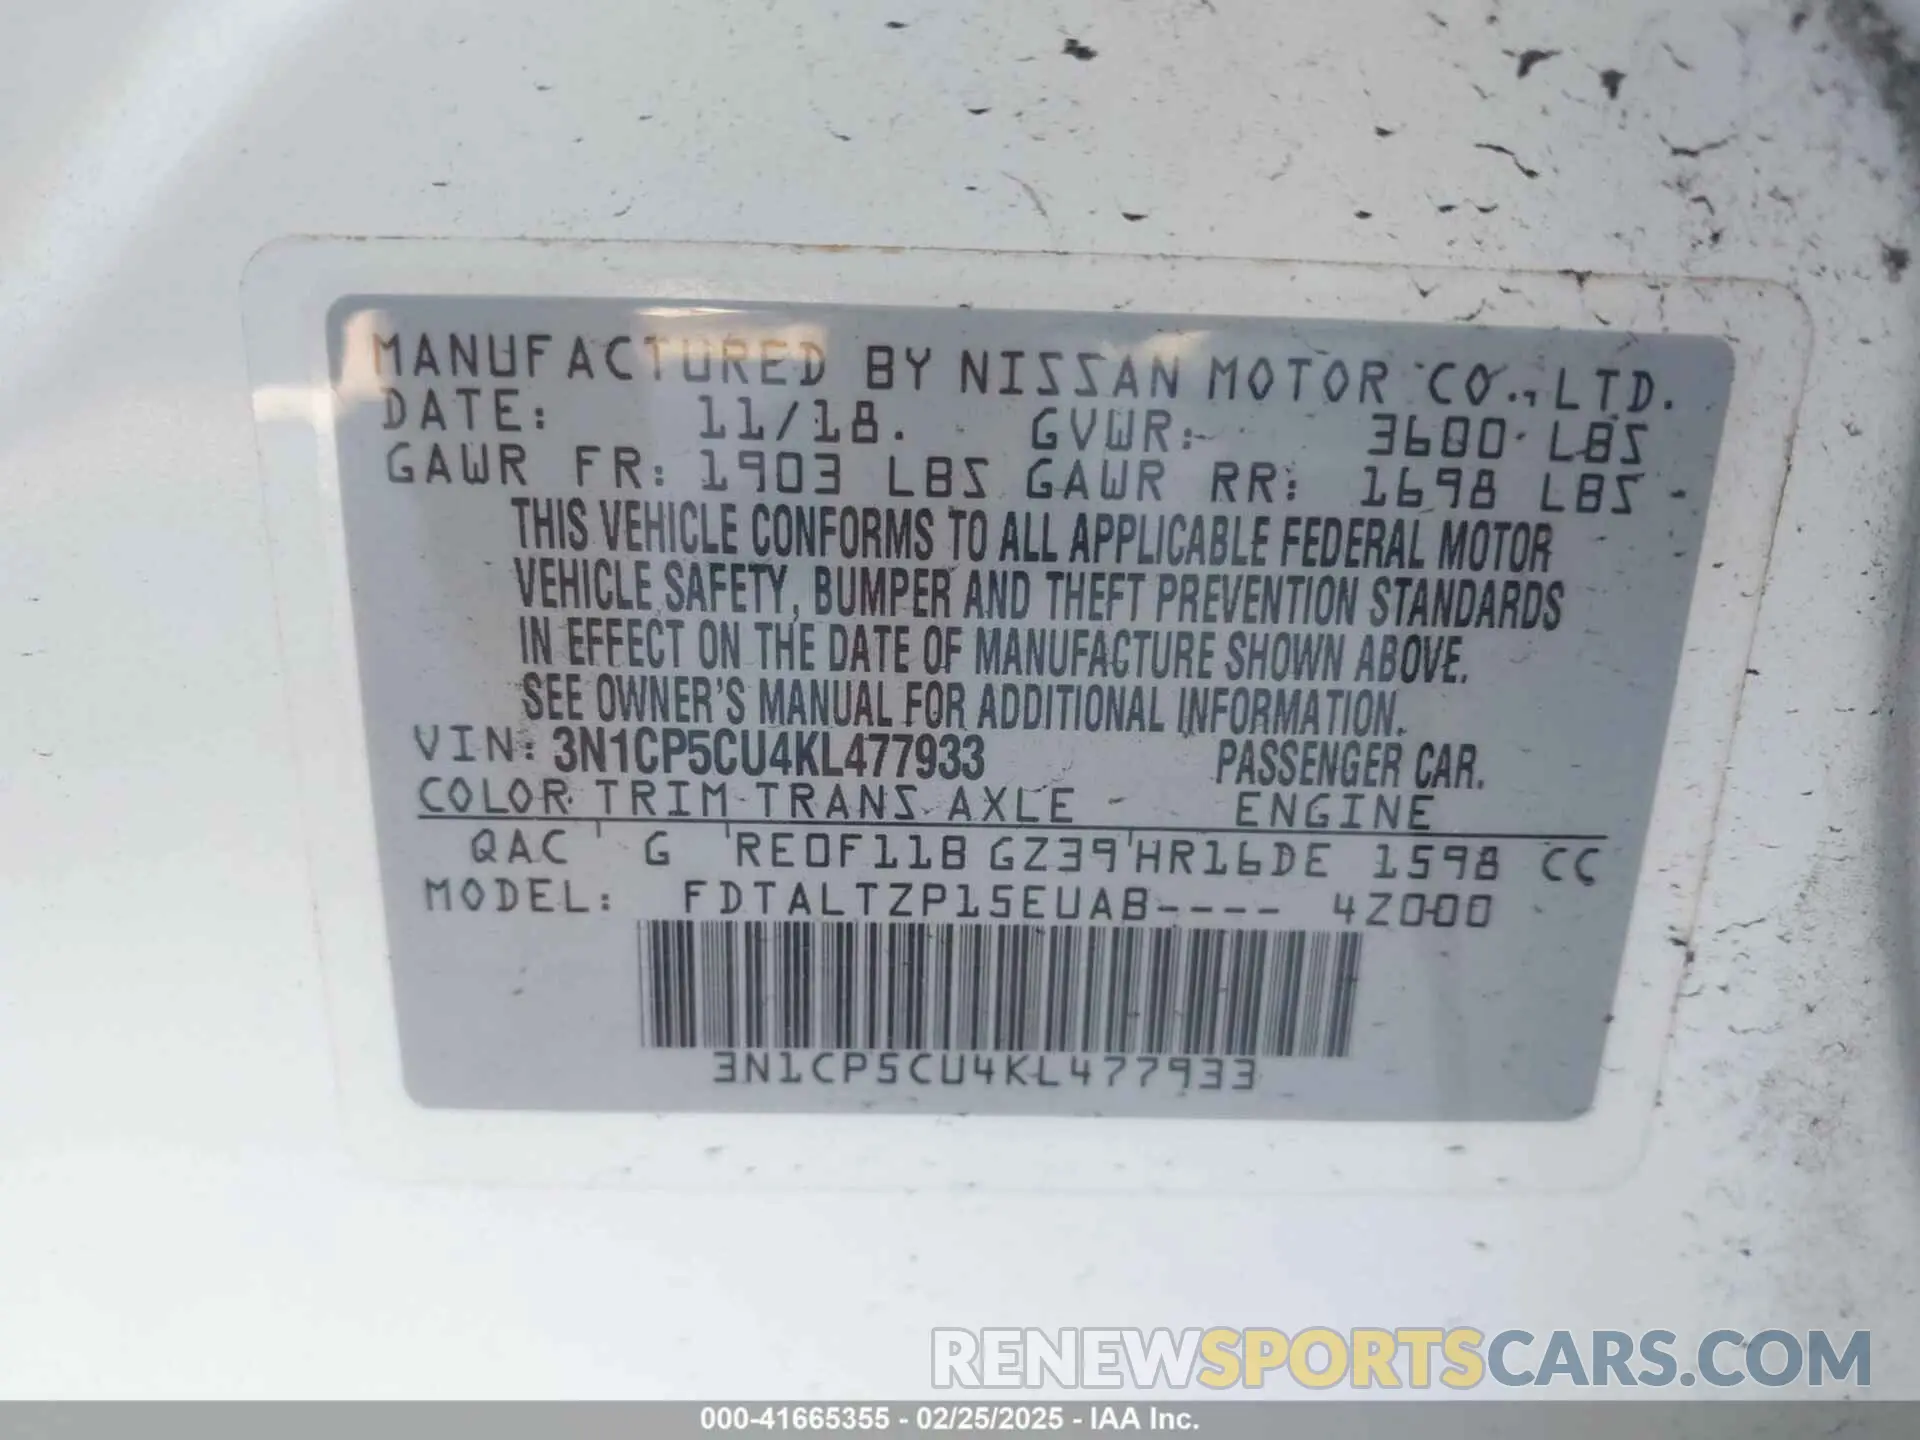 MANUFACTURED BY NISSAN MOTOR CO., LTD.
DATE: 11/18. GVWR: 3600 LBS
GAWR FR: 1903 LBS GAWR RR: 1698 LBS
THIS VEHICLE CONFORMS TO ALL APPLICABLE FEDERAL MOTOR
VEHICLE SAFETY, BUMPER AND THEFT PREVENTION STANDARDS
IN EFFECT ON THE DATE OF MANUFACTURE SHOWN ABOVE.
SEE OWNER'S MANUAL FOR ADDITIONAL INFORMATION.
VIN: 3N1CP5CU4KL477933 PASSENGER CAR.
COLOR TRIM TRANS AXLE ENGINE
QAC G RE0F11B GZ39 HR16DE 1598 CC
MODEL: FDTALTZP15EUAB---- 4Z000
3N1CP5CU4KL477933
RENEWSPORTSCARS.COM
000-41665355 - 02/25/2025 - IAA Inc.